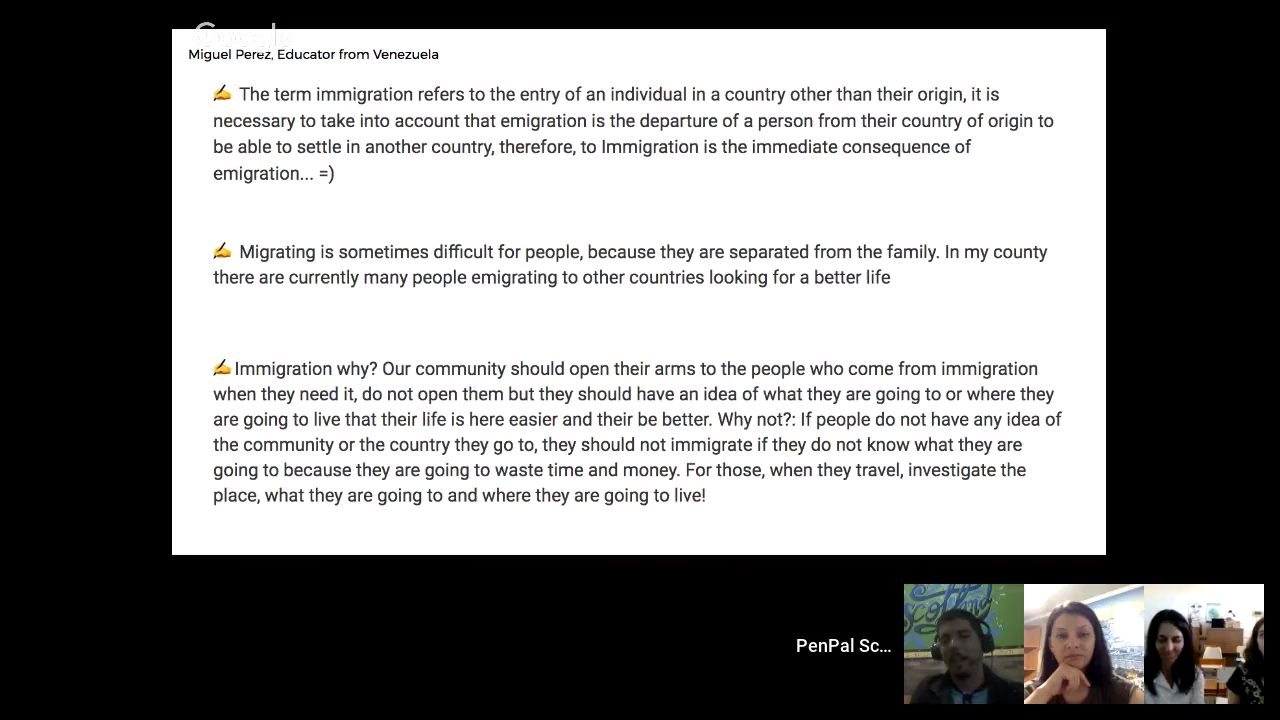 Google
Miguel Perez, Educator from Venezuela
✍ The term immigration refers to the entry of an individual in a country other than their origin, it is
necessary to take into account that emigration is the departure of a person from their country of origin to
be able to settle in another country, therefore, to Immigration is the immediate consequence of
emigration... =)
✍ Migrating is sometimes difficult for people, because they are separated from the family. In my county
there are currently many people emigrating to other countries looking for a better life
✍Immigration why? Our community should open their arms to the people who come from immigration
when they need it, do not open them but they should have an idea of what they are going to or where they
are going to live that their life is here easier and their be better. Why not?: If people do not have any idea of
the community or the country they go to, they should not immigrate if they do not know what they are
going to because they are going to waste time and money. For those, when they travel, investigate the
place, what they are going to and where they are going to live!
PenPal Sc...
Scotland